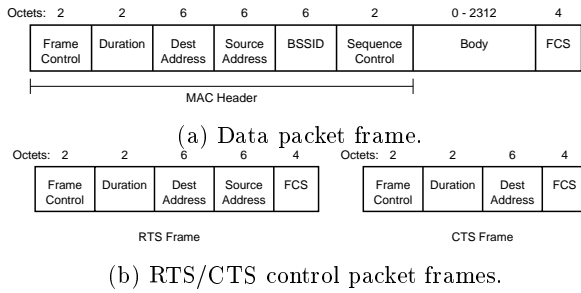 Octets: 2 2 6 6 6 2 0 - 2312 4
Frame Control Duration Dest Address Source Address BSSID Sequence Control Body FCS
MAC Header
(a) Data packet frame.
Octets: 2 2 6 6 4
Frame Control Duration Dest Address Source Address FCS
RTS Frame
Octets: 2 2 6 4
Frame Control Duration Dest Address FCS
CTS Frame
(b) RTS/CTS control packet frames.